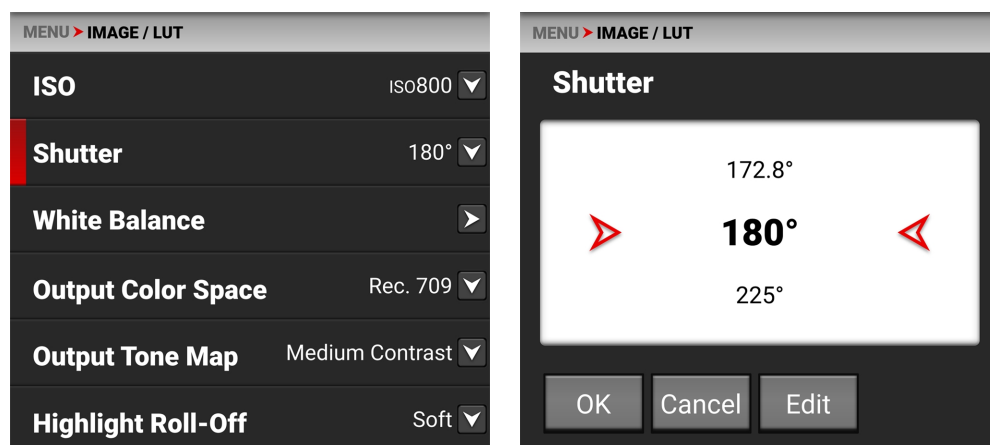 MENU > IMAGE / LUT
ISO ISO800
Shutter 180°
White Balance
Output Color Space Rec. 709
Output Tone Map Medium Contrast
Highlight Roll-Off Soft
MENU > IMAGE / LUT
Shutter
172.8°
180°
225°
OK Cancel Edit